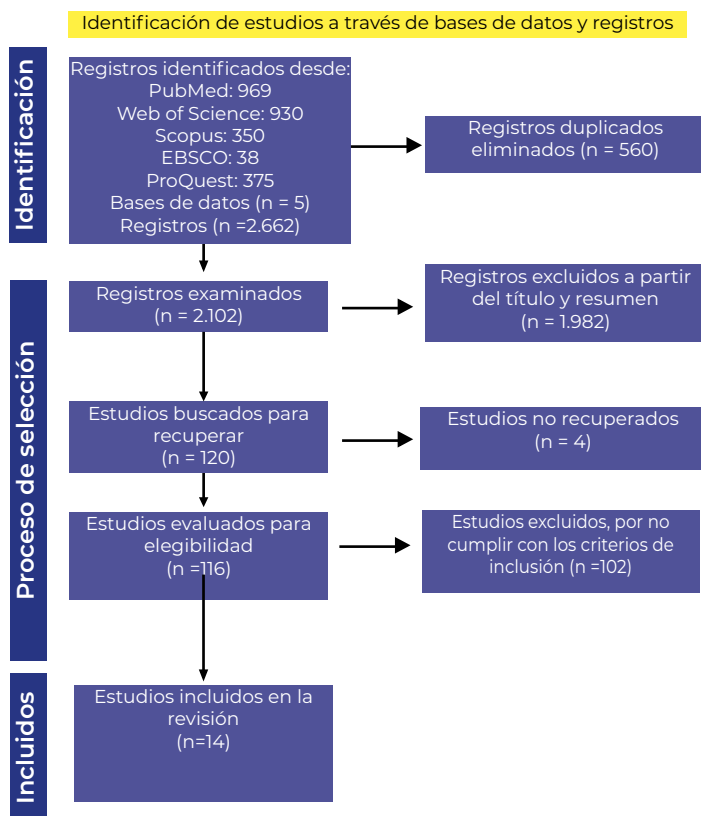 Identificación de estudios a través de bases de datos y registros
Identificación
Registros identificados desde:
PubMed: 969
Web of Science: 930
Scopus: 350
EBSCO: 38
ProQuest: 375
Bases de datos (n = 5)
Registros (n =2.662)
Registros duplicados
eliminados (n = 560)
Proceso de selección
Registros examinados
(n = 2.102)
Registros excluidos a partir
del título y resumen
(n = 1.982)
Estudios buscados para
recuperar
(n = 120)
Estudios no recuperados
(n = 4)
Estudios evaluados para
elegibilidad
(n =116)
Estudios excluidos, por no
cumplir con los criterios de
inclusión (n =102)
Incluidos
Estudios incluidos en la
revisión
(n=14)